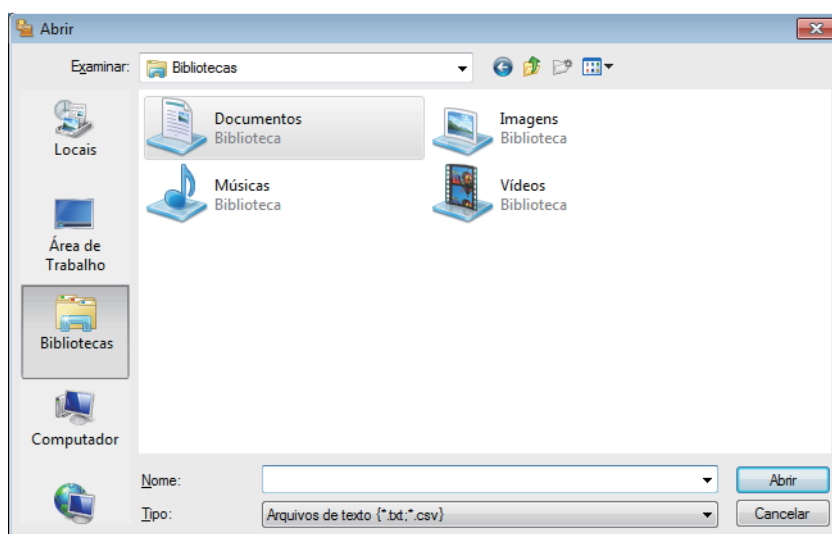 Abrir
Examinar: Bibliotecas
Locais
Área de
Trabalho
Bibliotecas
Computador
Documentos
Biblioteca
Imagens
Biblioteca
Músicas
Biblioteca
Vídeos
Biblioteca
Nome:
Abrir
Tipo: Arquivos de texto {*.txt;*.csv}
Cancelar